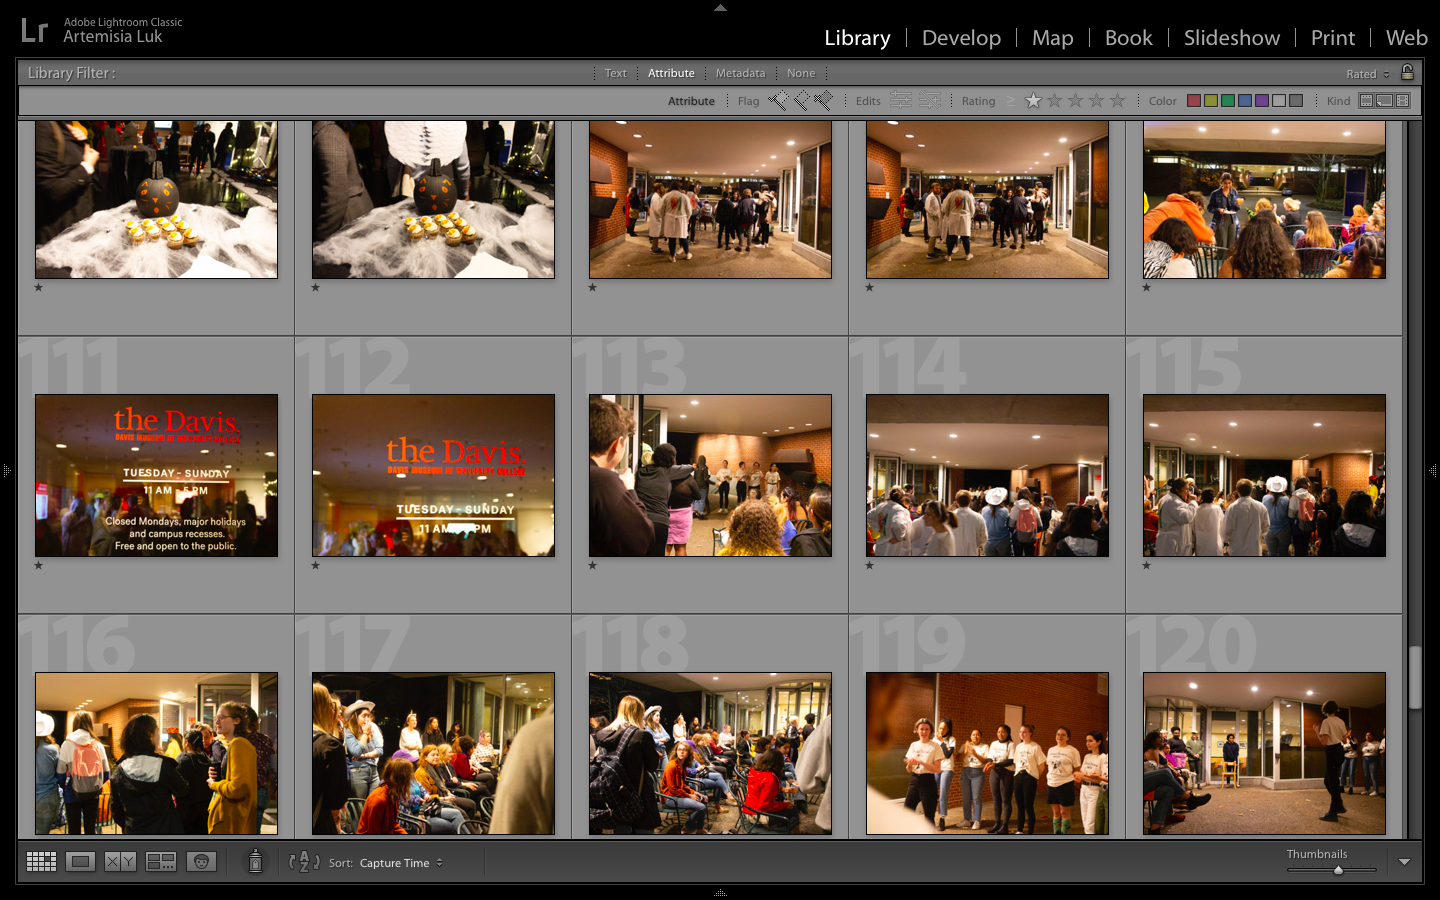 Lr
Adobe Lightroom Classic
Artemisia Luk
Library | Develop | Map | Book | Slideshow | Print | Web
Library Filter :
Text
Attribute
Metadata
None
Rated
Attribute
Flag
Edits
Rating
≥
Color
Kind
111
112
113
114
115
the Davis.
DAVIS MUSEUM AT WELLESLEY COLLEGE
TUESDAY - SUNDAY
11 AM - 5 PM
Closed Mondays, major holidays
and campus recesses.
Free and open to the public.
the Davis.
DAVIS MUSEUM AT WELLESLEY COLLEGE
TUESDAY - SUNDAY
11 AM - 5 PM
116
117
118
119
120
XY
AZ
Sort: Capture Time
Thumbnails